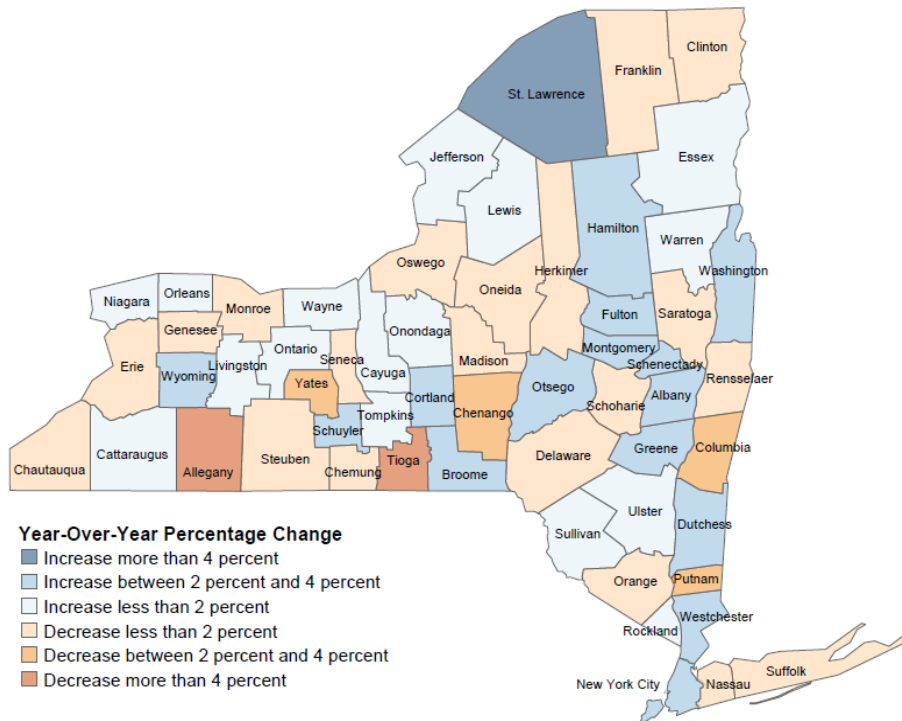 Clinton
Franklin
St. Lawrence
Jefferson
Essex
Lewis
Hamilton
Warren
Washington
Oswego
Herkimer
Oneida
Niagara
Orleans
Monroe
Wayne
Fulton
Saratoga
Genesee
Onondaga
Ontario
Montgomery
Seneca
Madison
Schenectady
Erie
Wyoming
Livingston
Cayuga
Rensselaer
Yates
Cortland
Otsego
Albany
Chenango
Schoharie
Tompkins
Schuyler
Cattaraugus
Steuben
Delaware
Greene
Columbia
Chautauqua
Allegany
Chemung
Tioga
Broome
Ulster
Dutchess
Sullivan
Orange
Putnam
Westchester
Rockland
Suffolk
New York City
Nassau
Year-Over-Year Percentage Change
Increase more than 4 percent
Increase between 2 percent and 4 percent
Increase less than 2 percent
Decrease less than 2 percent
Decrease between 2 percent and 4 percent
Decrease more than 4 percent